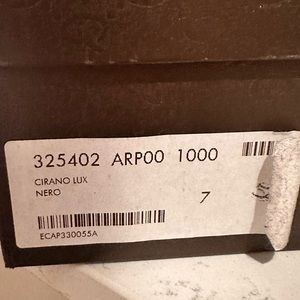 325402 ARP00 1000
CIRANO LUX
NERO
7
ECAP330055A